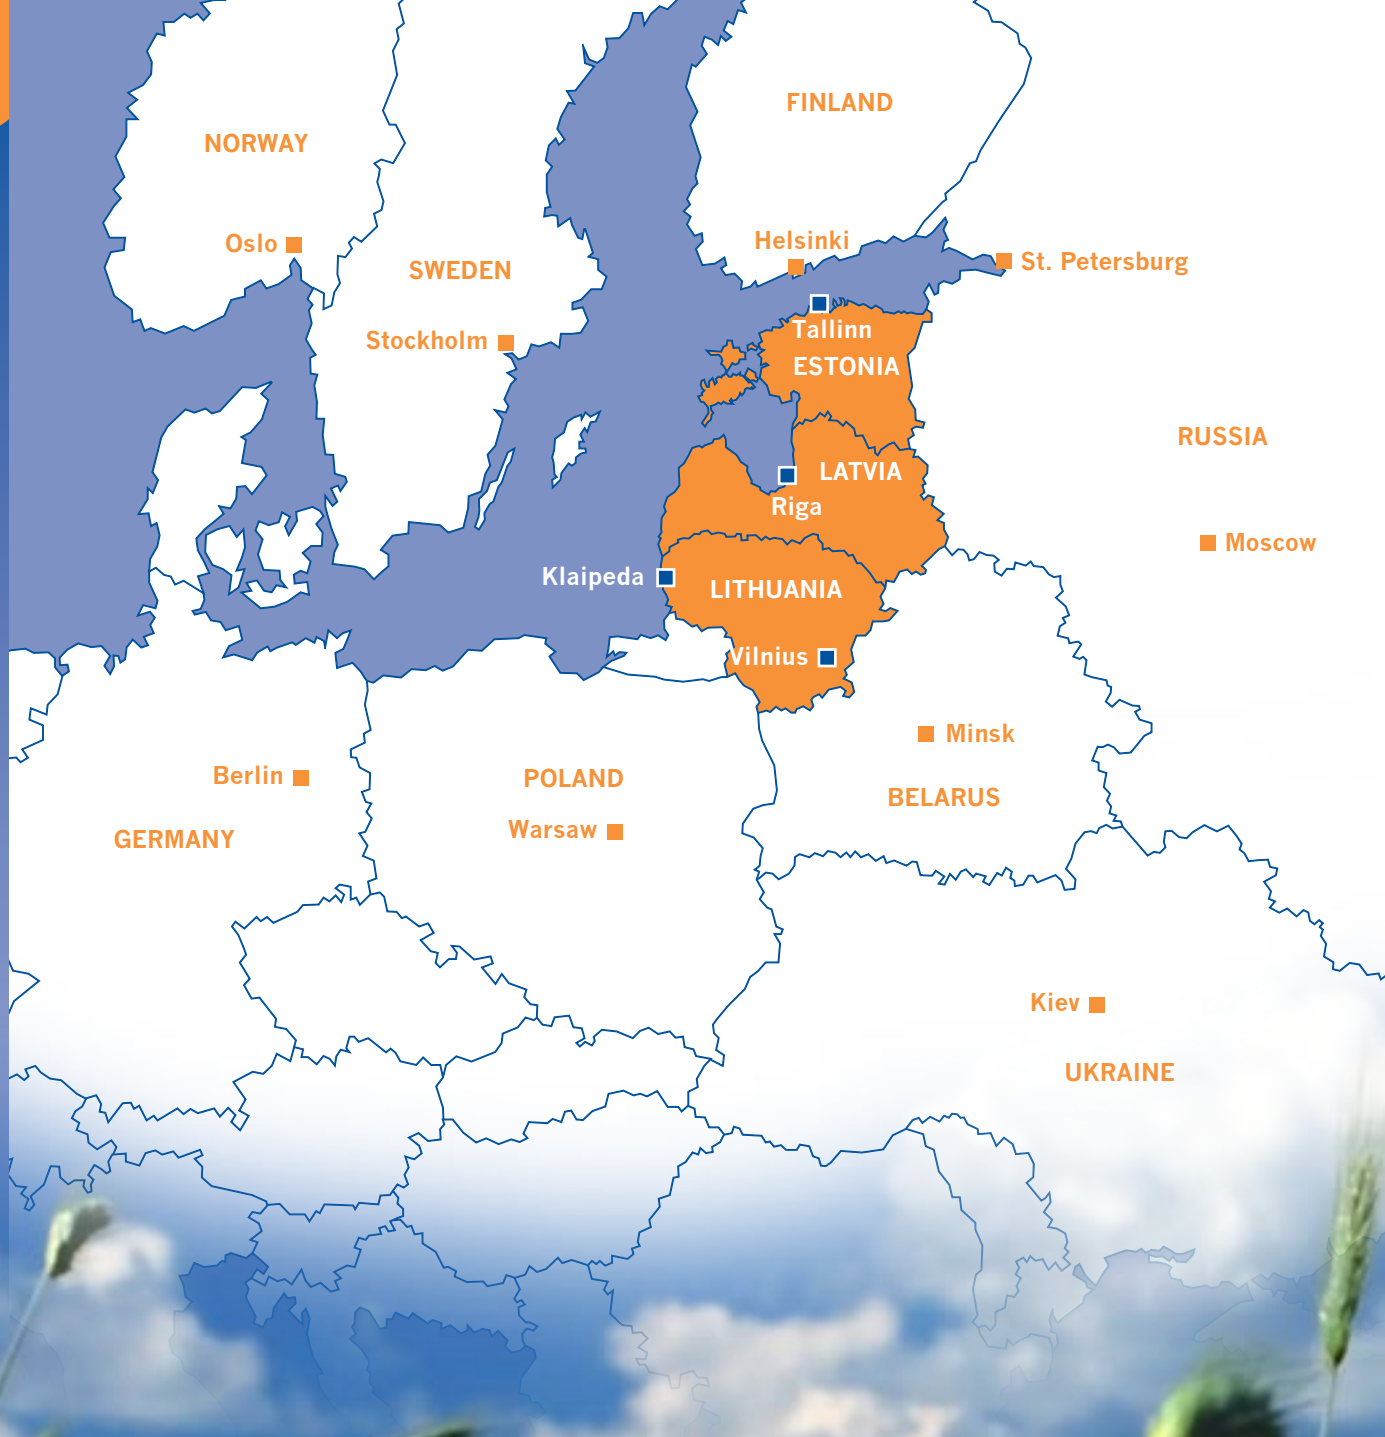 FINLAND
NORWAY
Helsinki
Oslo
St. Petersburg
SWEDEN
Tallinn
Stockholm
ESTONIA
RUSSIA
LATVIA
Riga
Moscow
Klaipeda
LITHUANIA
Vilnius
Minsk
Berlin
POLAND
BELARUS
Warsaw
GERMANY
Kiev
UKRAINE